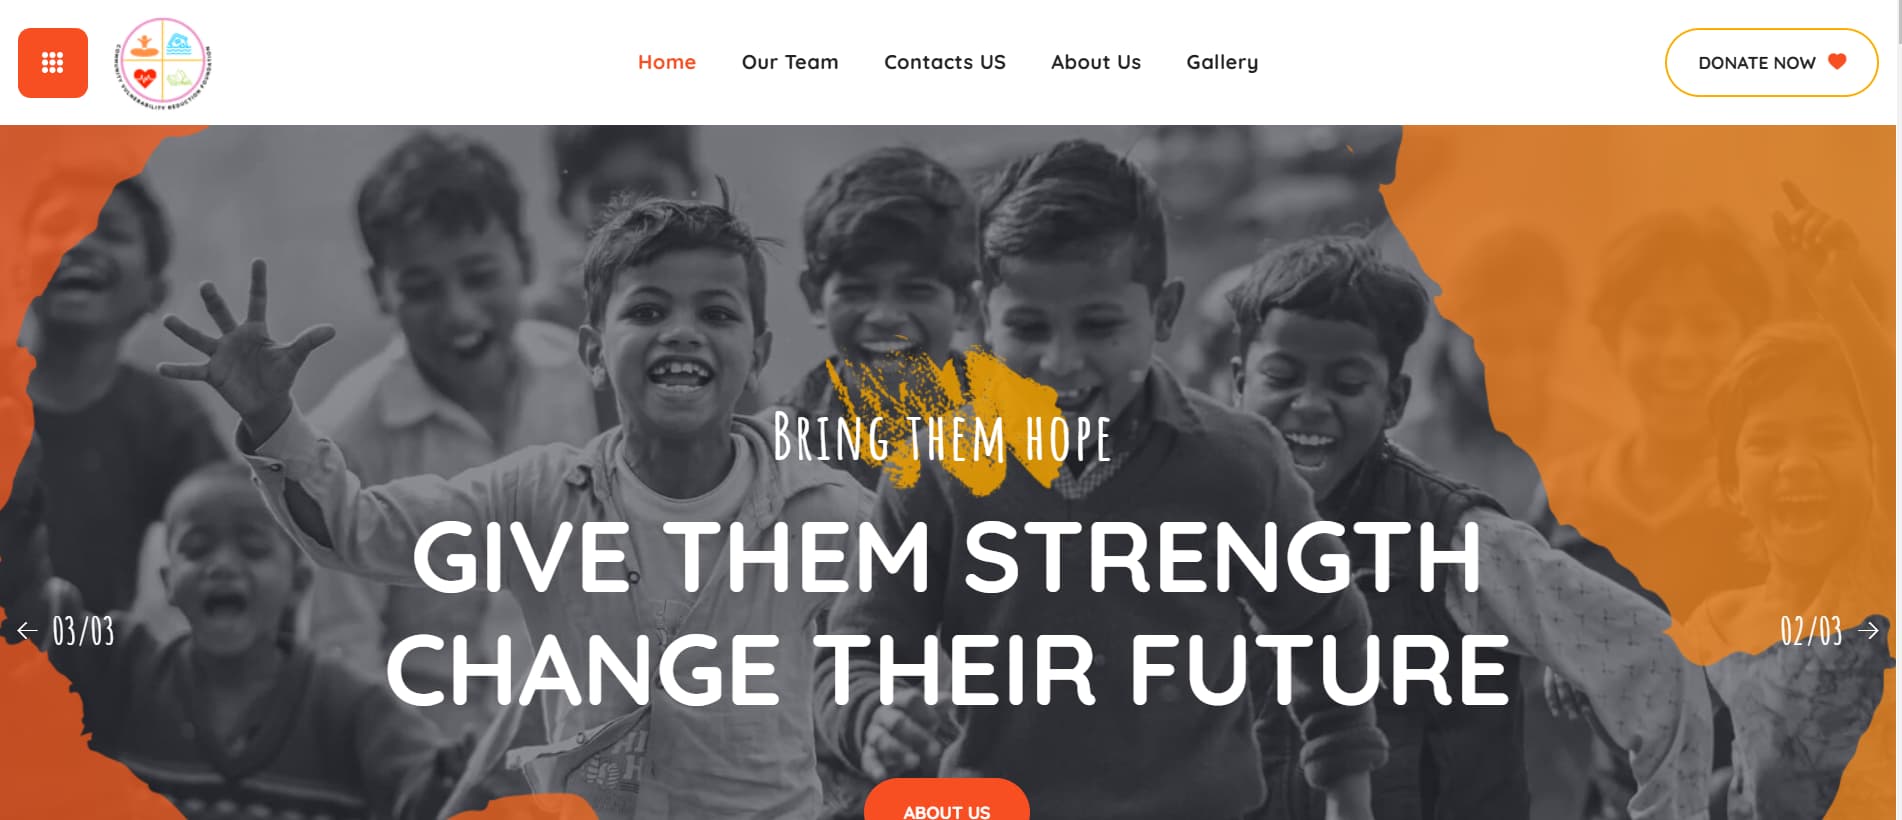 COMMUNITY VULNERABILITY REDUCTION FOUNDATION
Home
Our Team
Contacts US
About Us
Gallery
DONATE NOW
Bring them hope
GIVE THEM STRENGTH
CHANGE THEIR FUTURE
03/03
02/03
ABOUT US